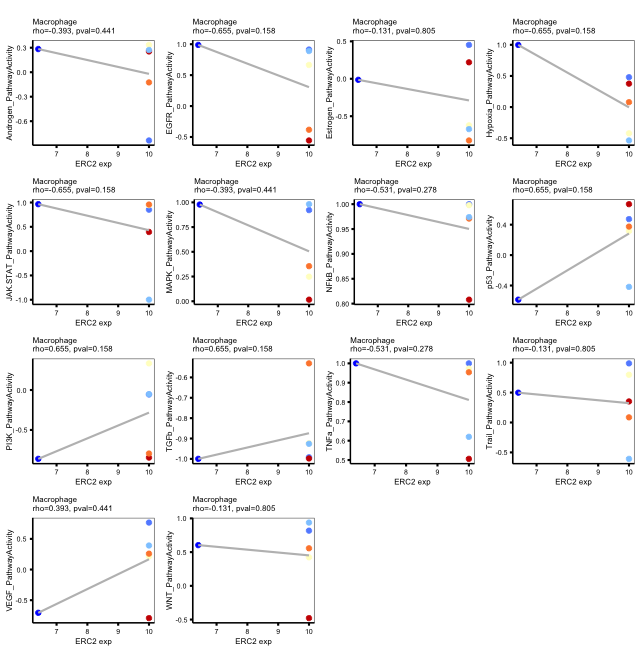 Macrophage
rho=-0.393, pval=0.441
Androgen_PathwayActivity
0.3
0.0
-0.3
-0.6
7 8 9 10
ERC2 exp
Macrophage
rho=-0.655, pval=0.158
EGFR_PathwayActivity
1.0
0.5
0.0
-0.5
7 8 9 10
ERC2 exp
Macrophage
rho=-0.131, pval=0.805
Estrogen_PathwayActivity
0.5
0.0
-0.5
7 8 9 10
ERC2 exp
Macrophage
rho=-0.655, pval=0.158
Hypoxia_PathwayActivity
1.0
0.5
0.0
-0.5
7 8 9 10
ERC2 exp
Macrophage
rho=-0.655, pval=0.158
JAK-STAT_PathwayActivity
1.0
0.5
0.0
-0.5
-1.0
7 8 9 10
ERC2 exp
Macrophage
rho=-0.393, pval=0.441
MAPK_PathwayActivity
1.00
0.75
0.50
0.25
0.00
7 8 9 10
ERC2 exp
Macrophage
rho=-0.531, pval=0.278
NFkB_PathwayActivity
1.00
0.95
0.90
0.85
0.80
7 8 9 10
ERC2 exp
Macrophage
rho=0.655, pval=0.158
p53_PathwayActivity
0.4
0.0
-0.4
7 8 9 10
ERC2 exp
Macrophage
rho=0.655, pval=0.158
PI3K_PathwayActivity
0.0
-0.5
7 8 9 10
ERC2 exp
Macrophage
rho=0.655, pval=0.158
TGFb_PathwayActivity
-0.6
-0.7
-0.8
-0.9
-1.0
7 8 9 10
ERC2 exp
Macrophage
rho=-0.531, pval=0.278
TNFa_PathwayActivity
1.0
0.9
0.8
0.7
0.6
0.5
7 8 9 10
ERC2 exp
Macrophage
rho=-0.131, pval=0.805
Trail_PathwayActivity
1.0
0.5
0.0
-0.5
7 8 9 10
ERC2 exp
Macrophage
rho=0.393, pval=0.441
VEGF_PathwayActivity
0.5
0.0
-0.5
7 8 9 10
ERC2 exp
Macrophage
rho=-0.131, pval=0.805
WNT_PathwayActivity
1.0
0.5
0.0
-0.5
7 8 9 10
ERC2 exp